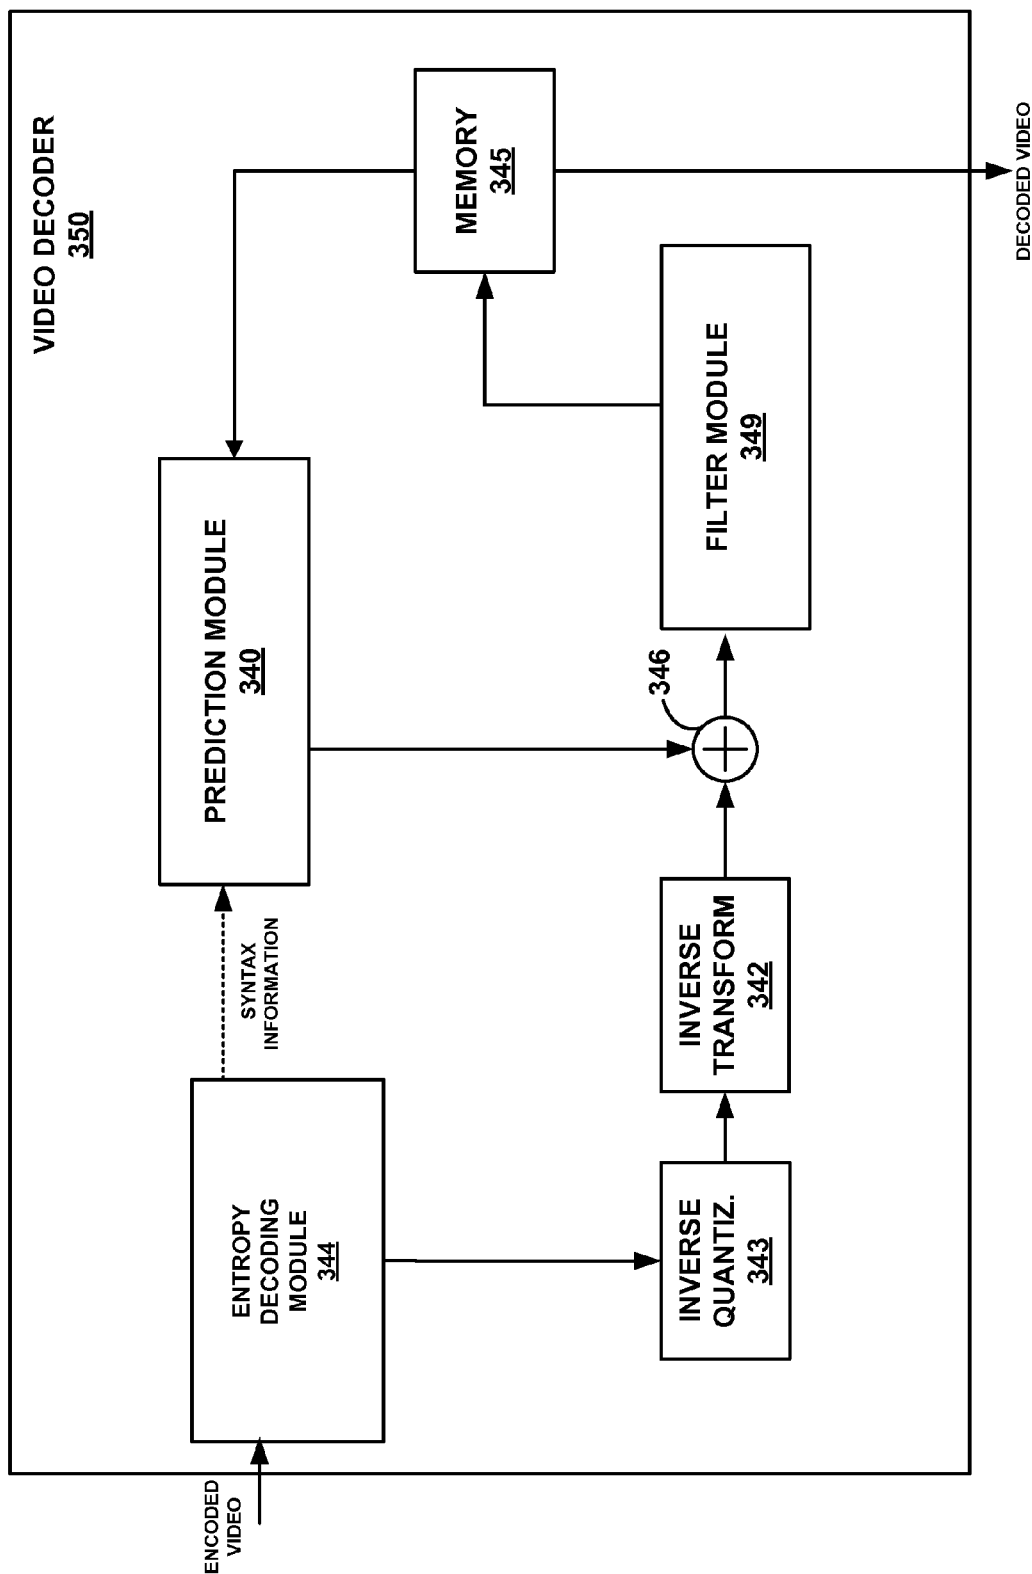 VIDEO DECODER
350
ENCODED
VIDEO
ENTROPY
DECODING
MODULE
344
SYNTAX
INFORMATION
PREDICTION MODULE
340
MEMORY
345
INVERSE
QUANTIZ.
343
INVERSE
TRANSFORM
342
346
FILTER MODULE
349
DECODED VIDEO